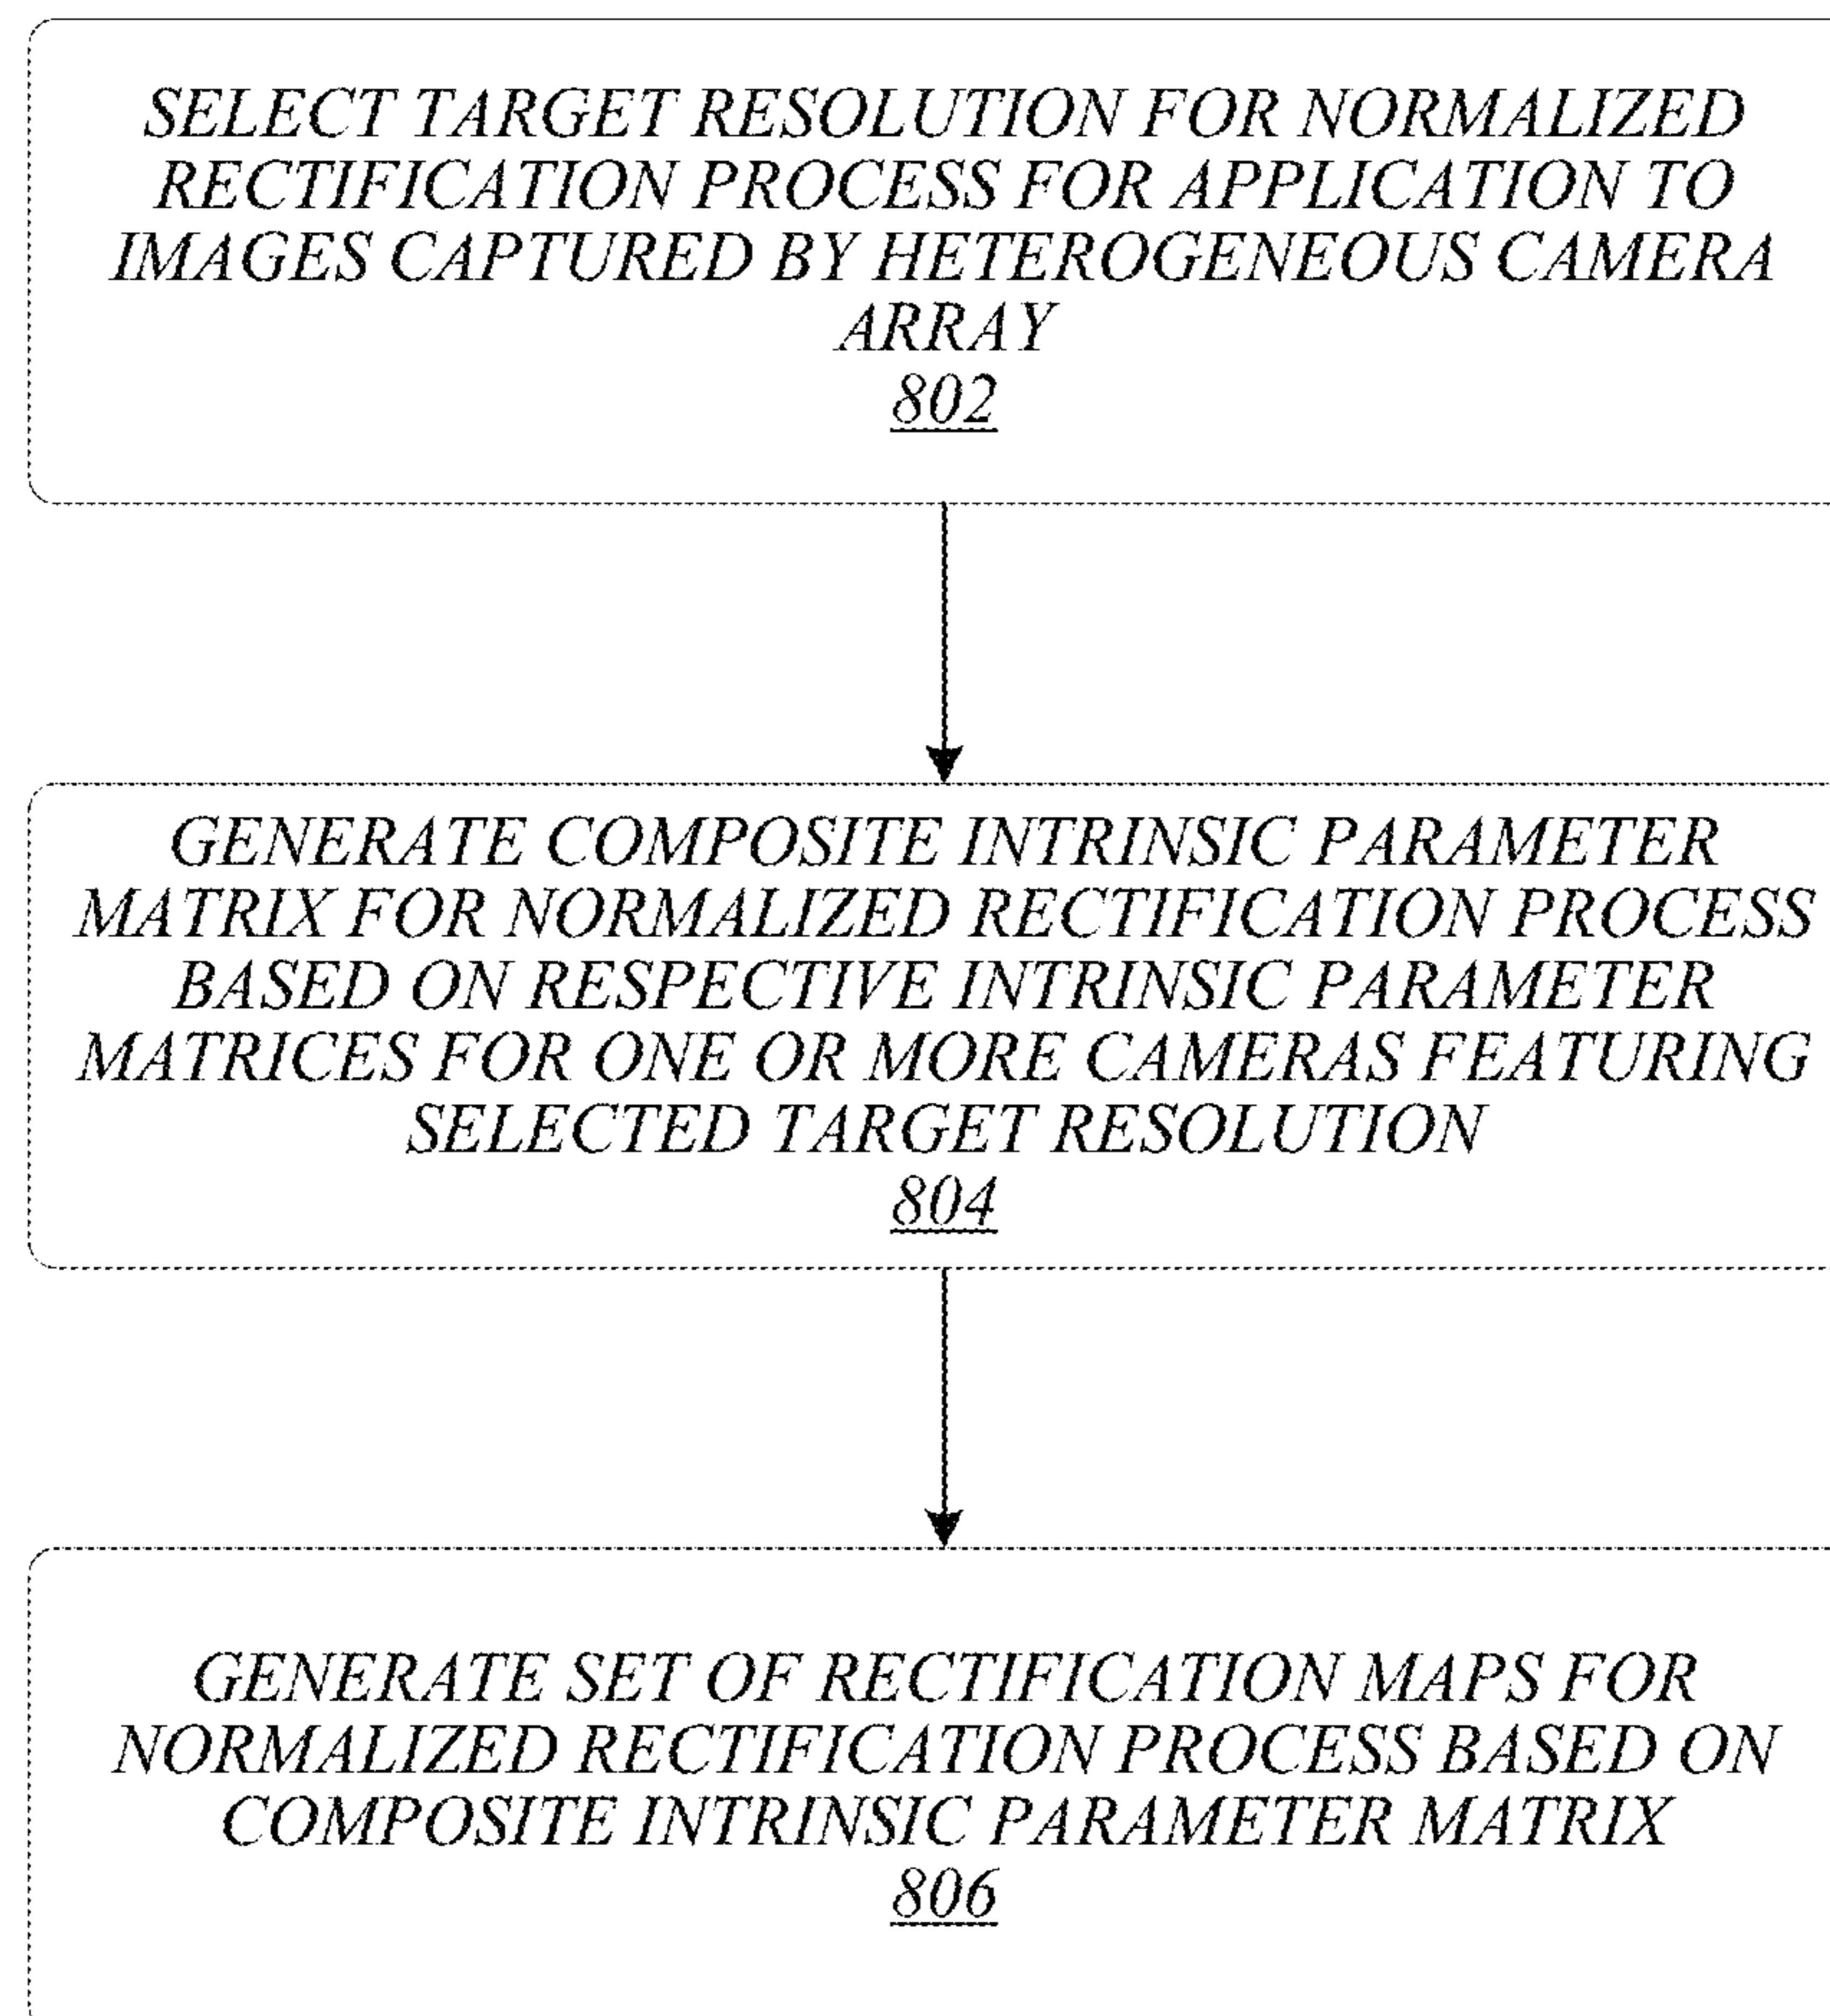 SELECT TARGET RESOLUTION FOR NORMALIZED
RECTIFICATION PROCESS FOR APPLICATION TO
IMAGES CAPTURED BY HETEROGENEOUS CAMERA
ARRAY
802
GENERATE COMPOSITE INTRINSIC PARAMETER
MATRIX FOR NORMALIZED RECTIFICATION PROCESS
BASED ON RESPECTIVE INTRINSIC PARAMETER
MATRICES FOR ONE OR MORE CAMERAS FEATURING
SELECTED TARGET RESOLUTION
804
GENERATE SET OF RECTIFICATION MAPS FOR
NORMALIZED RECTIFICATION PROCESS BASED ON
COMPOSITE INTRINSIC PARAMETER MATRIX
806